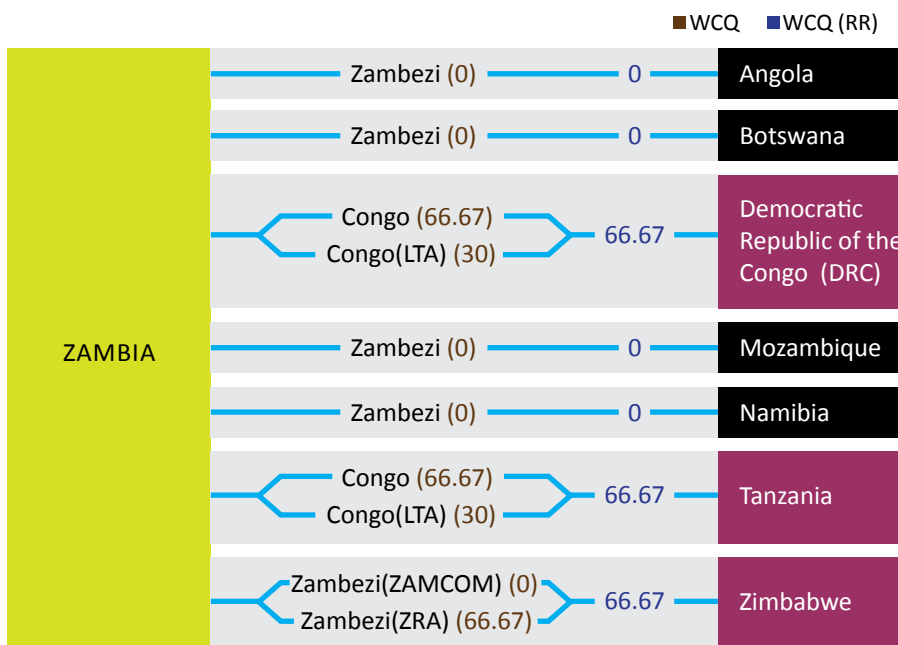 WCQ WCQ (RR)
Zambezi (0) 0 Angola
Zambezi (0) 0 Botswana
Congo (66.67)
Congo(LTA) (30)
66.67
Democratic
Republic of the
Congo (DRC)
ZAMBIA
Zambezi (0) 0 Mozambique
Zambezi (0) 0 Namibia
Congo (66.67)
Congo(LTA) (30)
66.67 Tanzania
Zambezi(ZAMCOM) (0)
Zambezi(ZRA) (66.67)
66.67 Zimbabwe